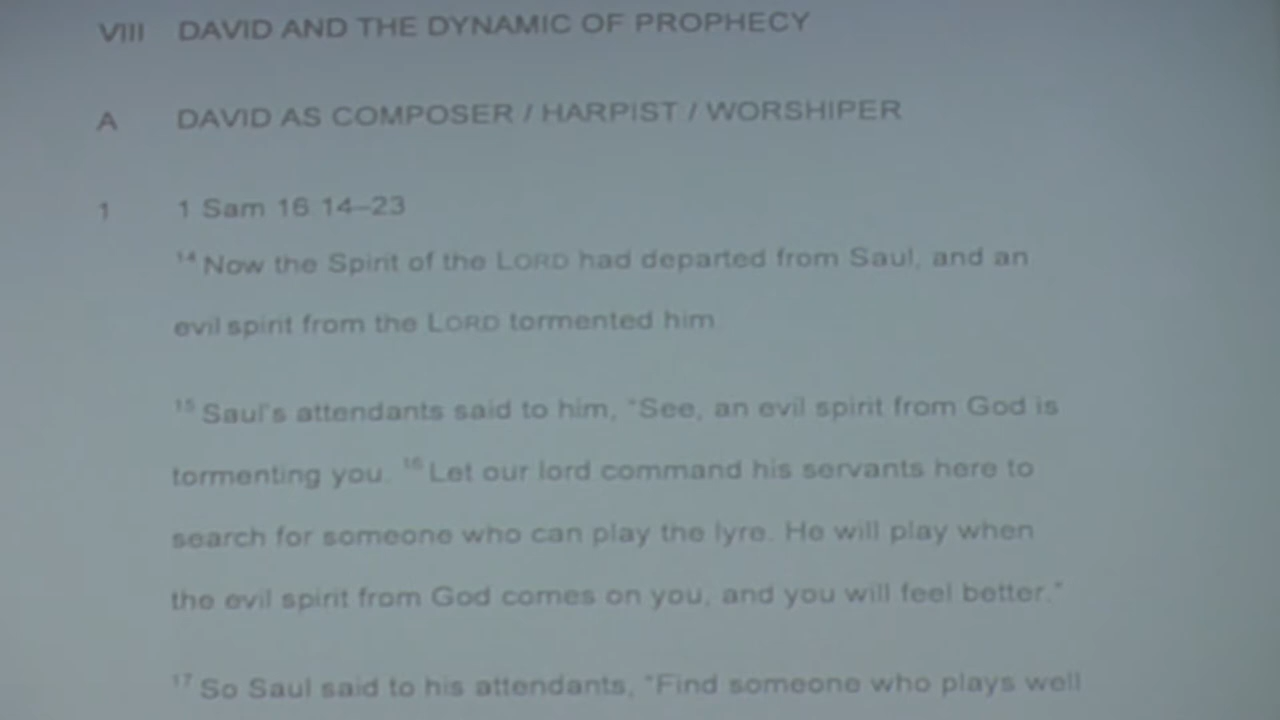 VIII DAVID AND THE DYNAMIC OF PROPHECY
A DAVID AS COMPOSER / HARPIST / WORSHIPER
1 1 Sam 16 14–23
14 Now the Spirit of the LORD had departed from Saul, and an
evil spirit from the LORD tormented him
15 Saul's attendants said to him, "See, an evil spirit from God is
tormenting you. 16 Let our lord command his servants here to
search for someone who can play the lyre. He will play when
the evil spirit from God comes on you, and you will feel better."
17 So Saul said to his attendants, "Find someone who plays well